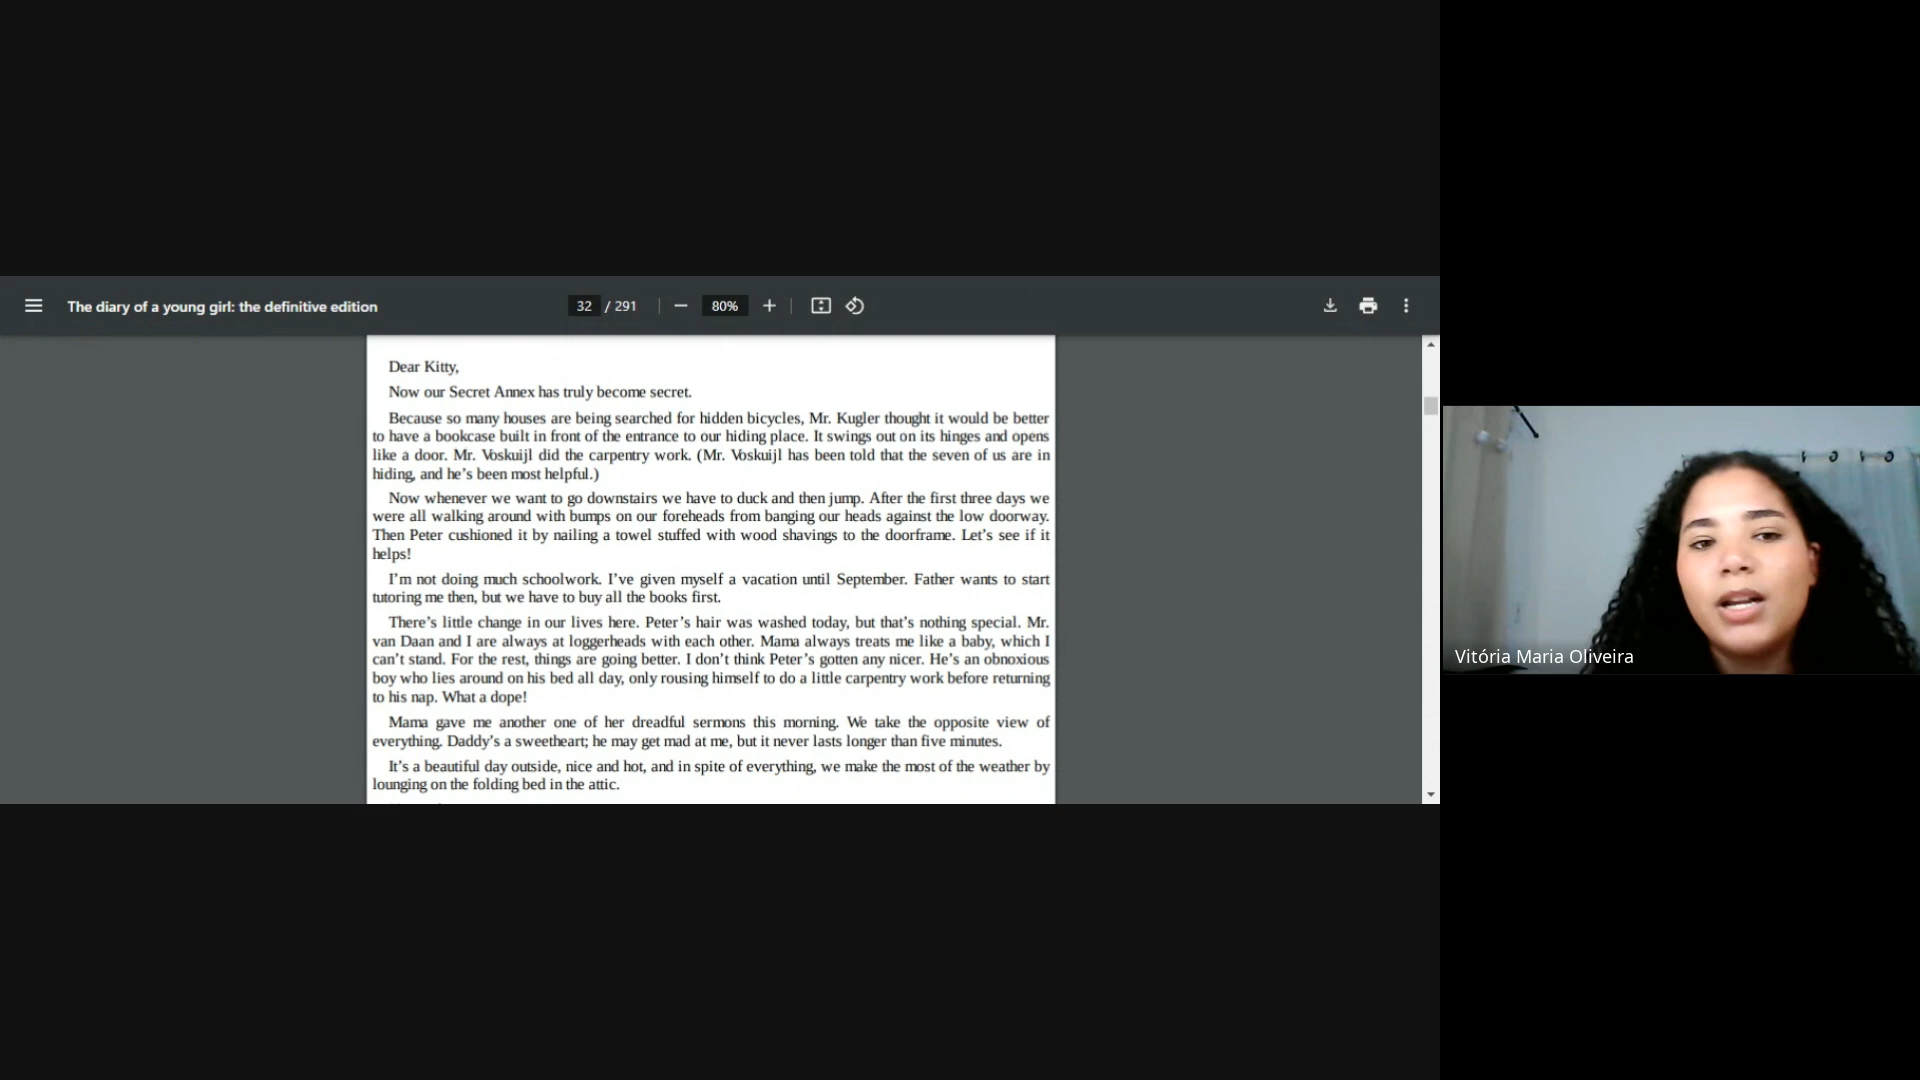 The diary of a young girl: the definitive edition
32 / 291
80%
Dear Kitty,
Now our Secret Annex has truly become secret.
Because so many houses are being searched for hidden bicycles, Mr. Kugler thought it would be better
to have a bookcase built in front of the entrance to our hiding place. It swings out on its hinges and opens
like a door. Mr. Voskuijl did the carpentry work. (Mr. Voskuijl has been told that the seven of us are in
hiding, and he's been most helpful.)
Now whenever we want to go downstairs we have to duck and then jump. After the first three days we
were all walking around with bumps on our foreheads from banging our heads against the low doorway.
Then Peter cushioned it by nailing a towel stuffed with wood shavings to the doorframe. Let's see if it
helps!
I'm not doing much schoolwork. I've given myself a vacation until September. Father wants to start
tutoring me then, but we have to buy all the books first.
There's little change in our lives here. Peter's hair was washed today, but that's nothing special. Mr.
van Daan and I are always at loggerheads with each other. Mama always treats me like a baby, which I
can't stand. For the rest, things are going better. I don't think Peter's gotten any nicer. He's an obnoxious
boy who lies around on his bed all day, only rousing himself to do a little carpentry work before returning
to his nap. What a dope!
Mama gave me another one of her dreadful sermons this morning. We take the opposite view of
everything. Daddy's a sweetheart; he may get mad at me, but it never lasts longer than five minutes.
It's a beautiful day outside, nice and hot, and in spite of everything, we make the most of the weather by
lounging on the folding bed in the attic.
Vitória Maria Oliveira